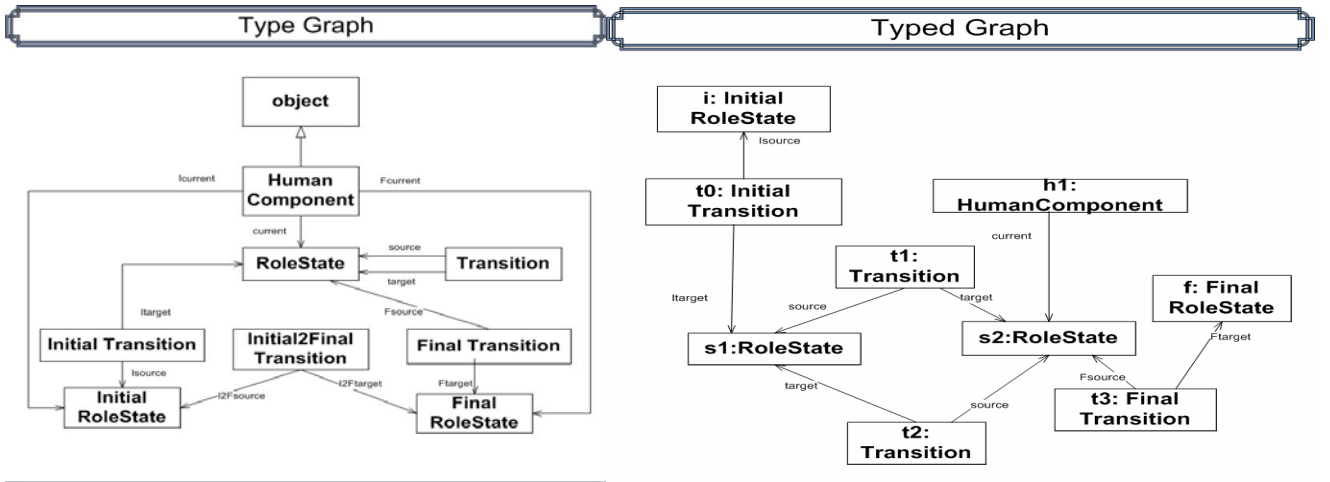 Type Graph
object
Icurrent
Human
Component
Fcurrent
current
RoleState
source
target
Transition
Itarget
Fsource
Initial Transition
Initial2Final
Transition
Final Transition
Isource
I2Fsource
I2Ftarget
Ftarget
Initial
RoleState
Final
RoleState
Typed Graph
i: Initial
RoleState
Isource
t0: Initial
Transition
h1:
HumanComponent
current
t1:
Transition
Itarget
source
target
f: Final
RoleState
s1:RoleState
s2:RoleState
Ftarget
target
source
Fsource
t3: Final
Transition
t2:
Transition